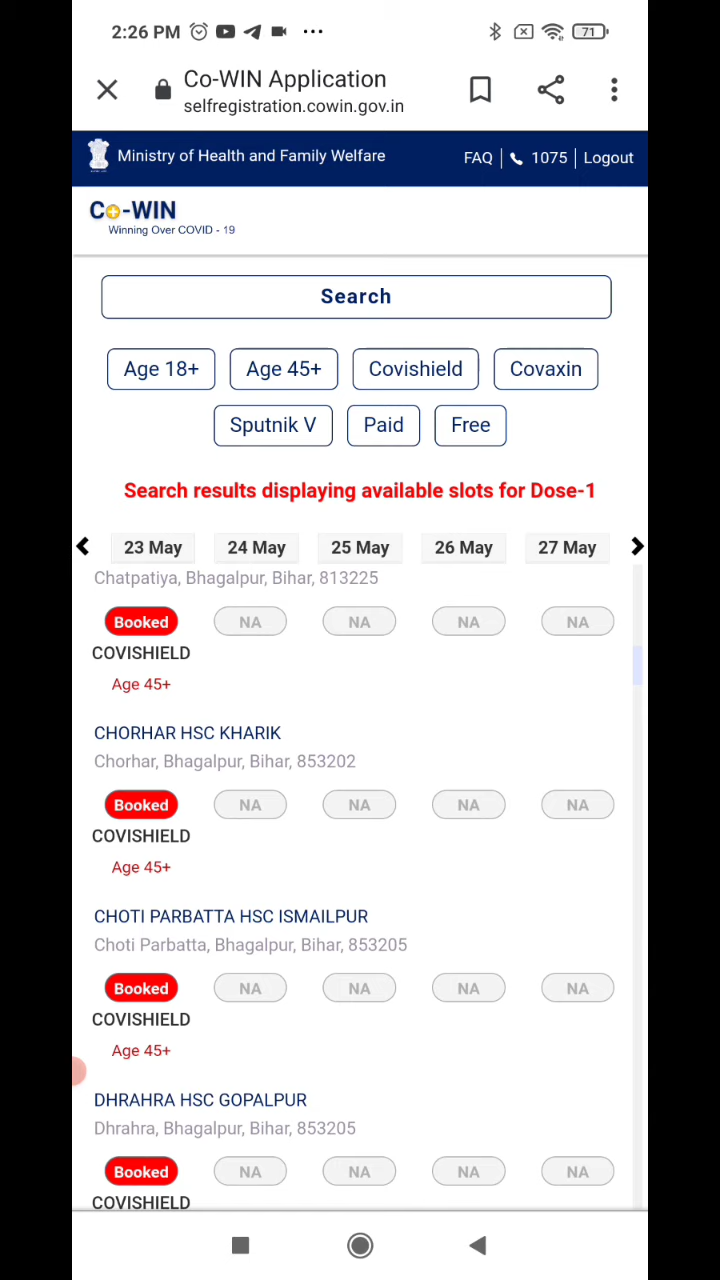 2:26 PM ... 71
Co-WIN Application
selfregistration.cowin.gov.in
Ministry of Health and Family Welfare FAQ 1075 Logout
Co-WIN
Winning Over COVID - 19
Search
Age 18+ Age 45+ Covishield Covaxin
Sputnik V Paid Free
Search results displaying available slots for Dose-1
23 May 24 May 25 May 26 May 27 May
Chatpatiya, Bhagalpur, Bihar, 813225
Booked NA NA NA NA
COVISHIELD
Age 45+
CHORHAR HSC KHARIK
Chorhar, Bhagalpur, Bihar, 853202
Booked NA NA NA NA
COVISHIELD
Age 45+
CHOTI PARBATTA HSC ISMAILPUR
Choti Parbatta, Bhagalpur, Bihar, 853205
Booked NA NA NA NA
COVISHIELD
Age 45+
DHRAHRA HSC GOPALPUR
Dhrahra, Bhagalpur, Bihar, 853205
Booked NA NA NA NA
COVISHIELD